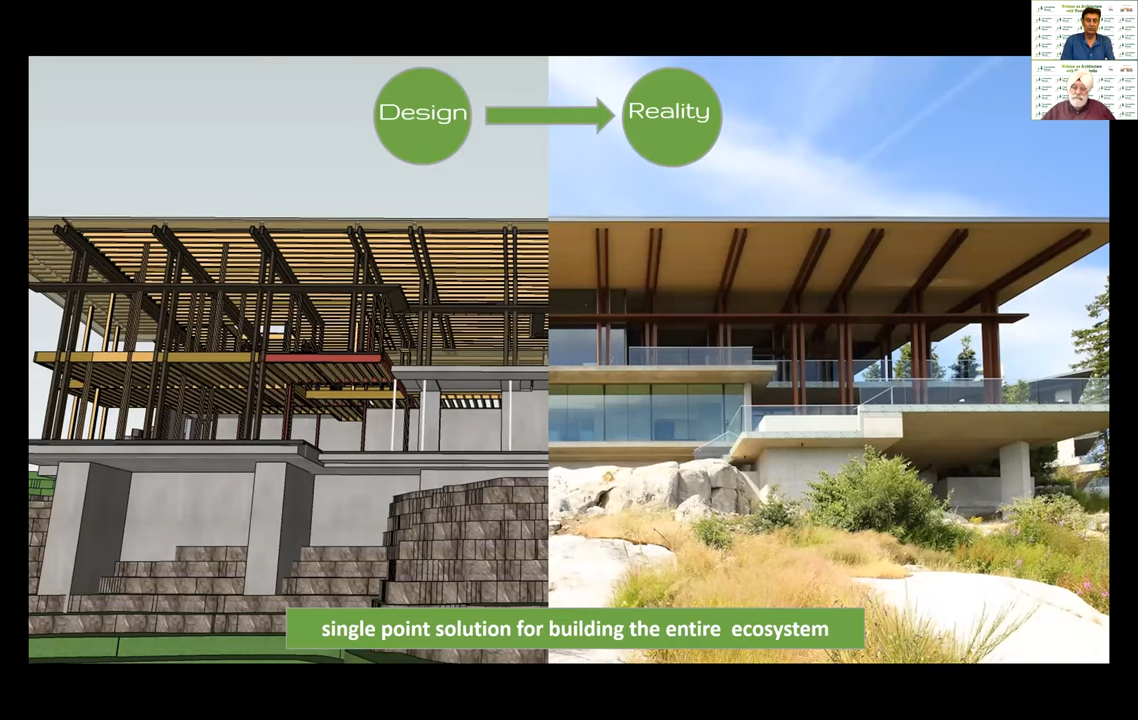 Design
Reality
single point solution for building the entire ecosystem